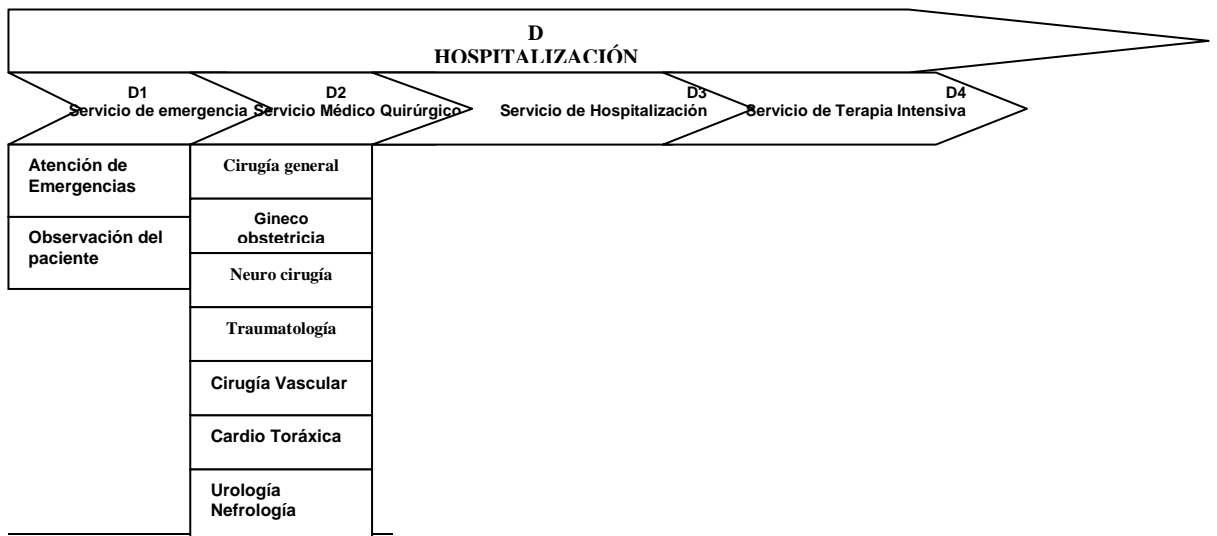 D
HOSPITALIZACIÓN
D1
Servicio de emergencia
D2
Servicio Médico Quirúrgico
D3
Servicio de Hospitalización
D4
Servicio de Terapia Intensiva
Atención de
Emergencias
Observación del
paciente
Cirugía general
Gineco
obstetricia
Neuro cirugía
Traumatología
Cirugía Vascular
Cardio Toráxica
Urología
Nefrología